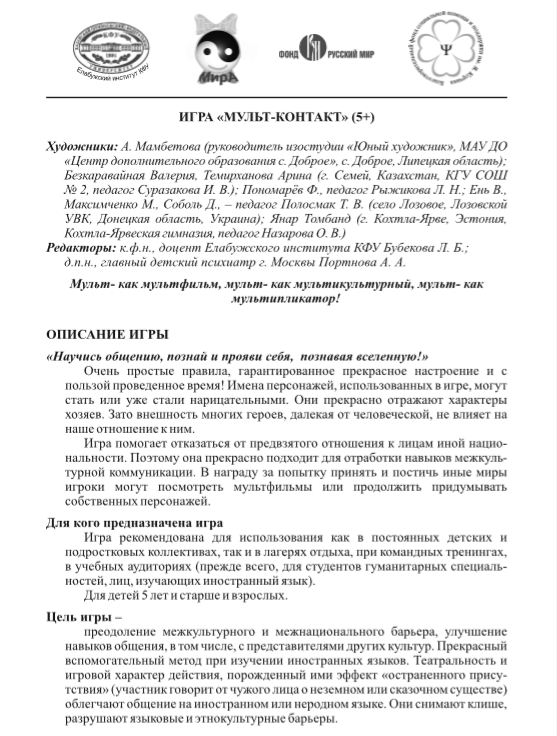 КФУ
Елабужский институт КФУ
МирА
ФОНД
РУССКИЙ МИР
Ψ
ИГРА «МУЛЬТ-КОНТАКТ» (5+)
Художники: А. Мамбетова (руководитель изостудии «Юный художник», МАУ ДО
«Центр дополнительного образования с. Доброе», с. Доброе, Липецкая область);
Безкаравайная Валерия, Темирханова Арина (г. Семей, Казахстан, КГУ СОШ
№ 2, педагог Суразакова И. В.); Пономарёв Ф., педагог Рыжикова Л. Н.; Ень В.,
Максимченко М., Соболь Д., – педагог Полосмак Т. В. (село Лозовое, Лозовской
УВК, Донецкая область, Украина); Янар Томбанд (г. Кохтла-Ярве, Эстония,
Кохтла-Ярвеская гимназия, педагог Назарова О. В.)
Редакторы: к.ф.н., доцент Елабужского института КФУ Бубекова Л. Б.;
д.п.н., главный детский психиатр г. Москвы Портнова А. А.
Мульт- как мультфильм, мульт- как мультикультурный, мульт- как
мультипликатор!
ОПИСАНИЕ ИГРЫ
«Научись общению, познай и прояви себя, познавая вселенную!»
Очень простые правила, гарантированное прекрасное настроение и с
пользой проведенное время! Имена персонажей, использованных в игре, могут
стать или уже стали нарицательными. Они прекрасно отражают характеры
хозяев. Зато внешность многих героев, далекая от человеческой, не влияет на
наше отношение к ним.
Игра помогает отказаться от предвзятого отношения к лицам иной нацио-
нальности. Поэтому она прекрасно подходит для отработки навыков межкуль-
турной коммуникации. В награду за попытку принять и постичь иные миры
игроки могут посмотреть мультфильмы или продолжить придумывать
собственных персонажей.
Для кого предназначена игра
Игра рекомендована для использования как в постоянных детских и
подростковых коллективах, так и в лагерях отдыха, при командных тренингах,
в учебных аудиториях (прежде всего, для студентов гуманитарных специаль-
ностей, лиц, изучающих иностранный язык).
Для детей 5 лет и старше и взрослых.
Цель игры –
преодоление межкультурного и межнационального барьера, улучшение
навыков общения, в том числе, с представителями других культур. Прекрасный
вспомогательный метод при изучении иностранных языков. Театральность и
игровой характер действия, порожденный ими эффект «остраненного прису-
тствия» (участник говорит от чужого лица о неземном или сказочном существе)
облегчают общение на иностранном или неродном языке. Они снимают клише,
разрушают языковые и этнокультурные барьеры.